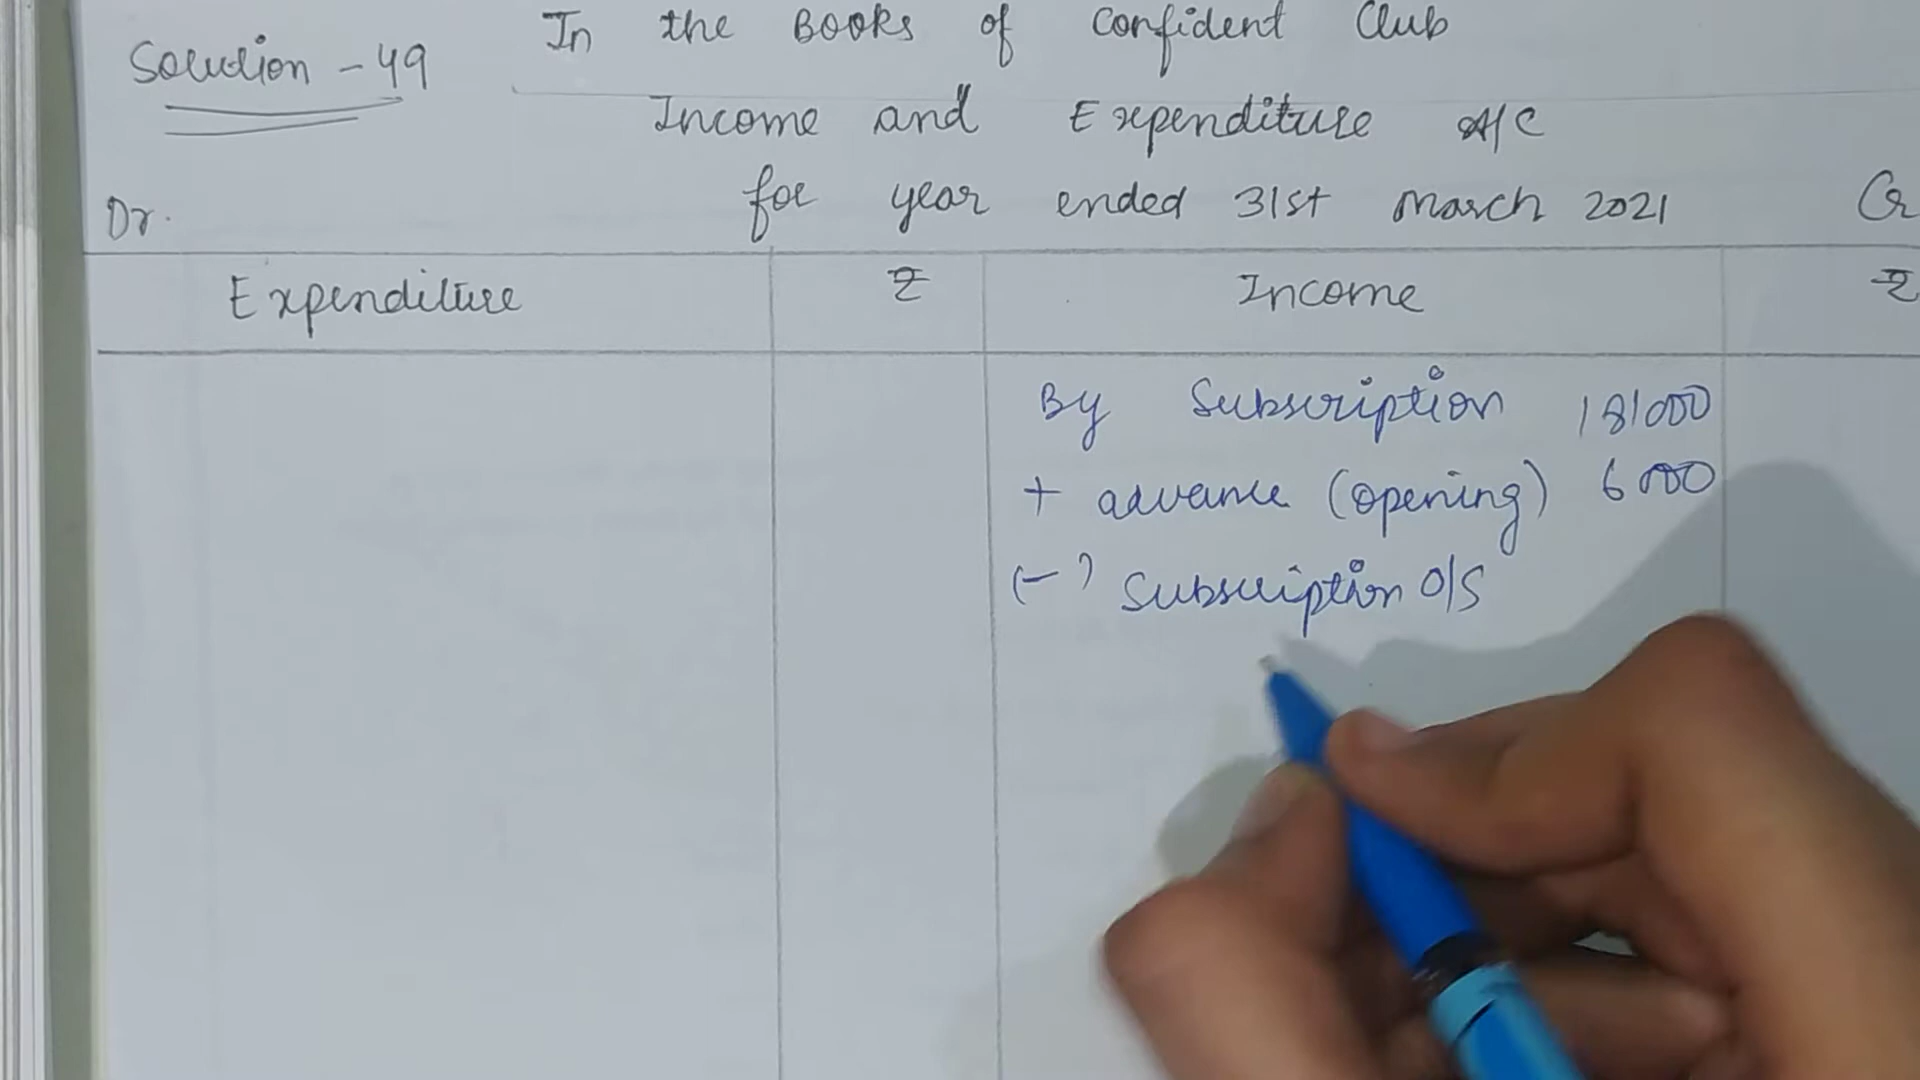 Solution - 49
In the Books of Confident Club
Income and Expenditure A/C
for year ended 31st March 2021
Dr. Cr
Expenditure ₹ Income ₹
By Subscription 181000
+ advance (opening) 6000
(-) Subscription O/S